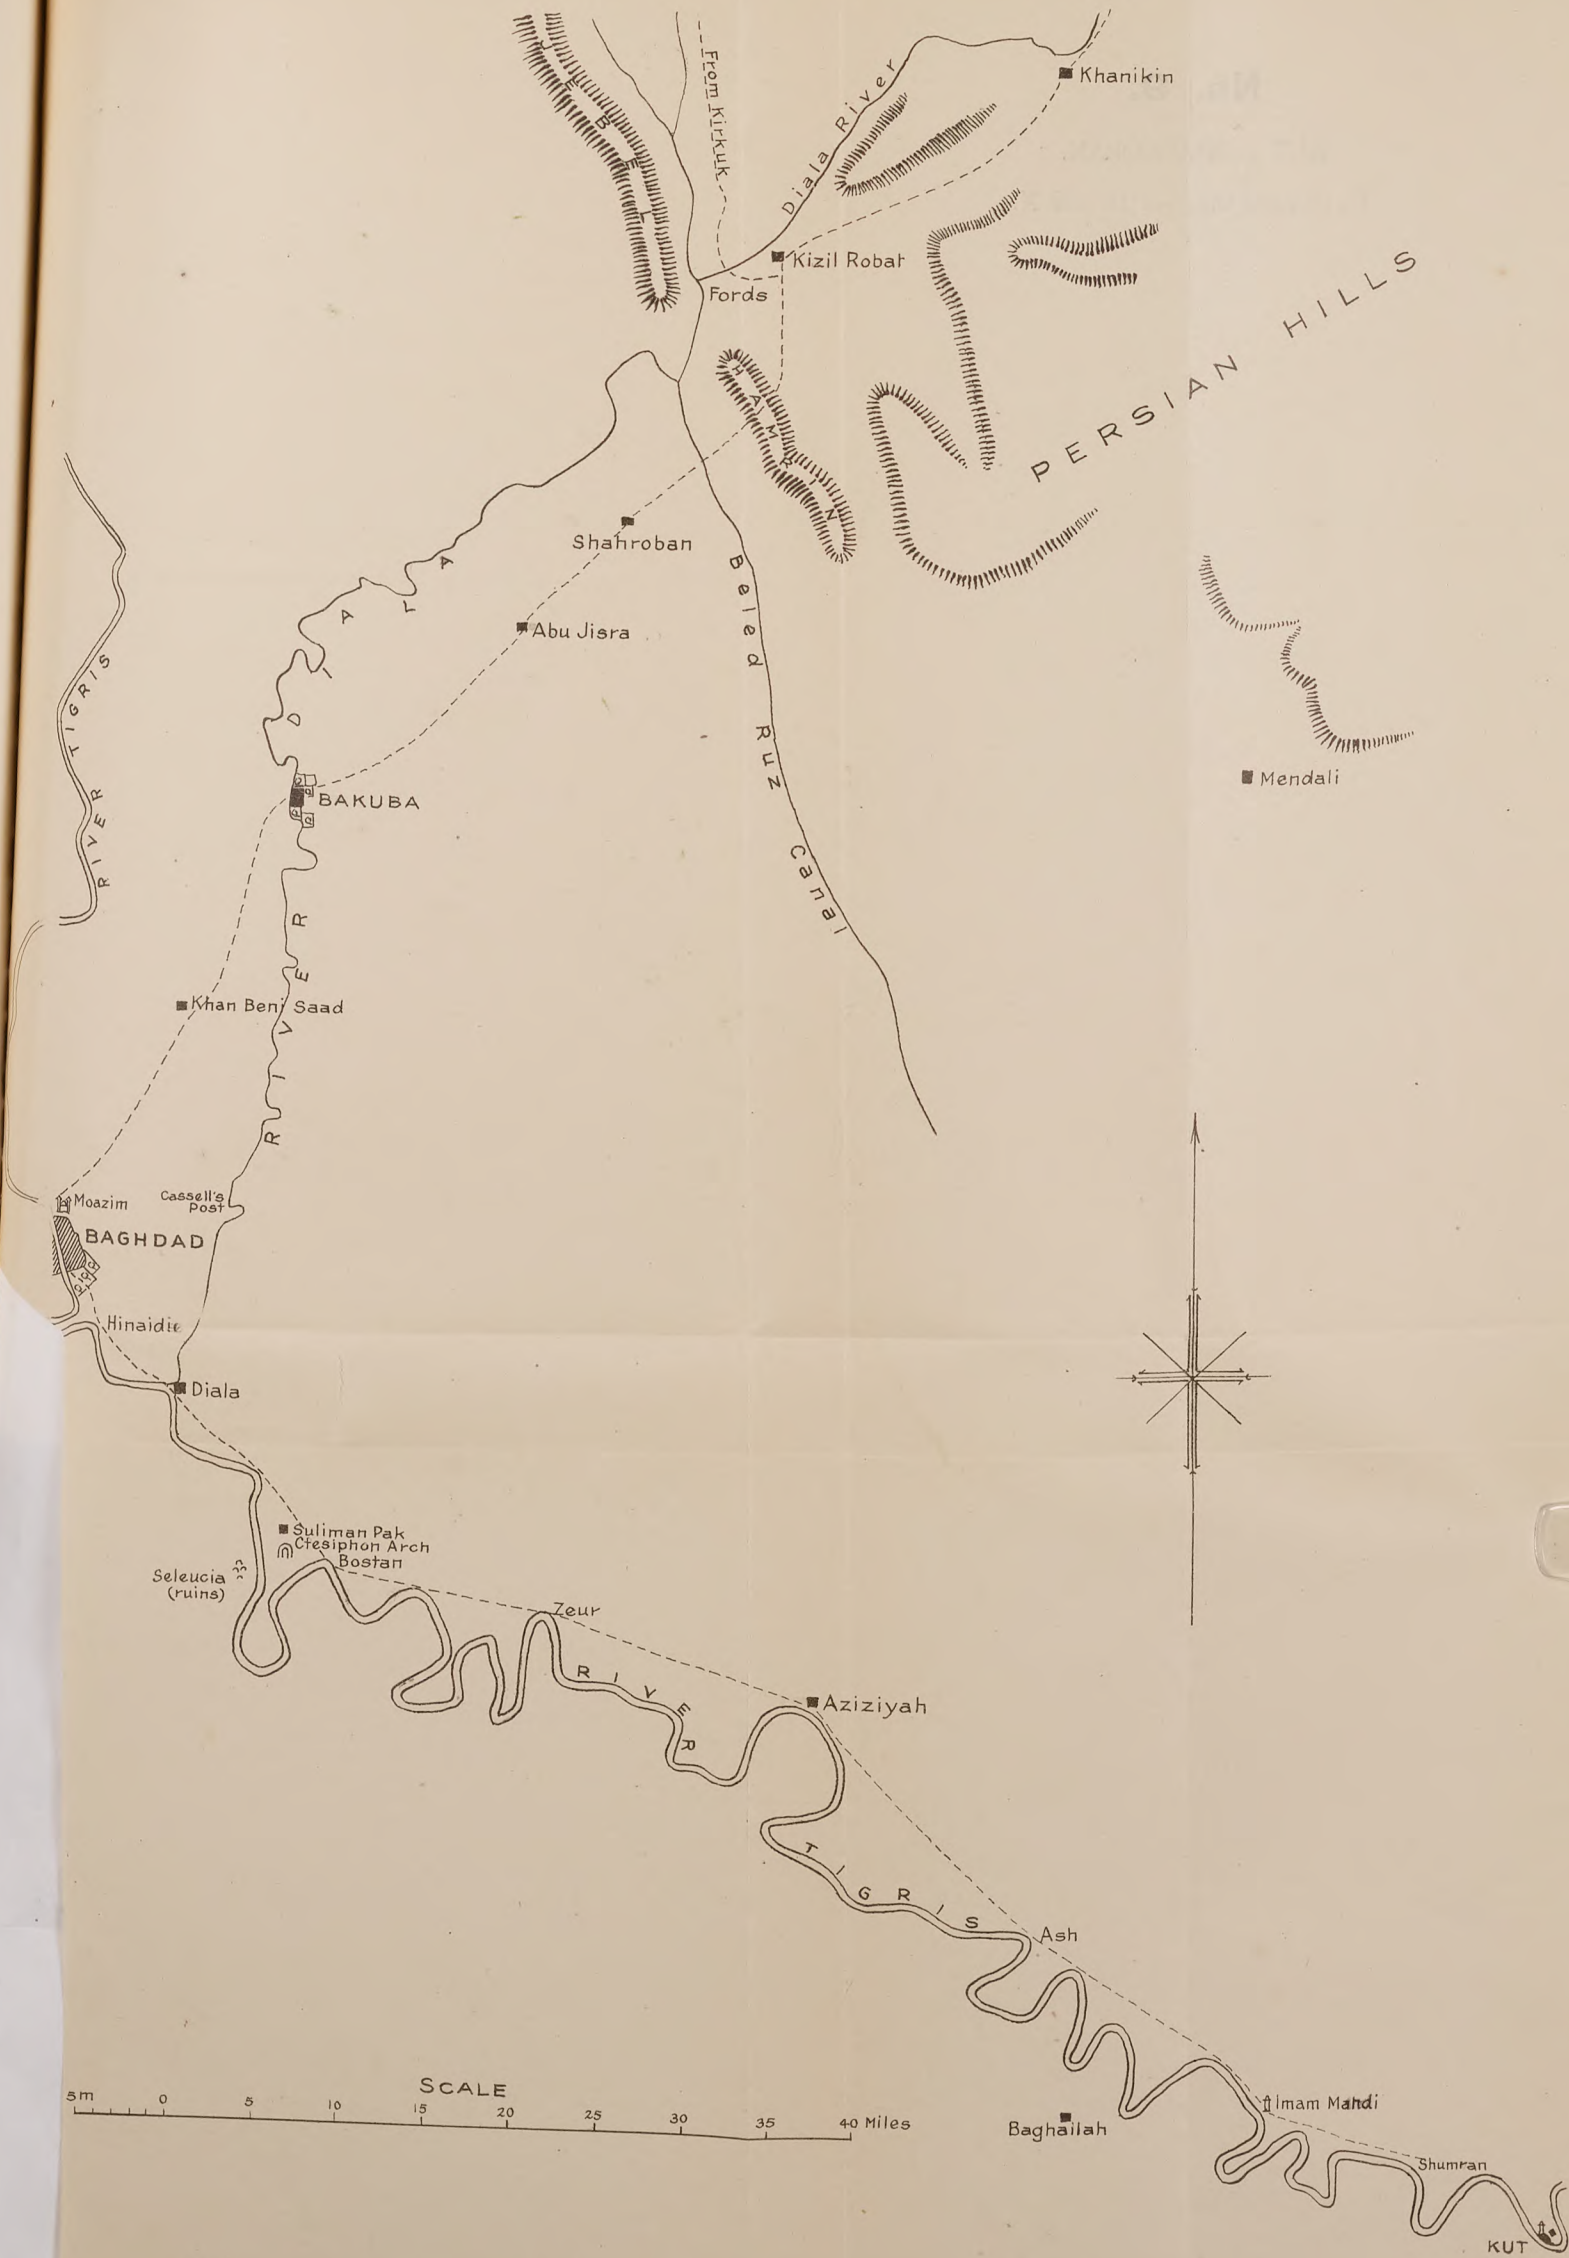 From Kirkuk
JEBEL
Diala River
Khanikin
Kizil Robat
Fords
HAMRIN
PERSIAN HILLS
Shahroban
Abu Jisra
Beled Ruz Canal
RIVER TIGRIS
RIVER DIALA
Mendali
BAKUBA
Khan Beni Saad
Moazim
Cassell's
Post
BAGHDAD
Hinaidie
Diala
Suliman Pak
Ctesiphon Arch
Bostan
Seleucia
(ruins)
Zeur
RIVER TIGRIS
Aziziyah
Ash
SCALE
5m 0 5 10 15 20 25 30 35 40 Miles
Imam Mahdi
Baghailah
Shumran
KUT